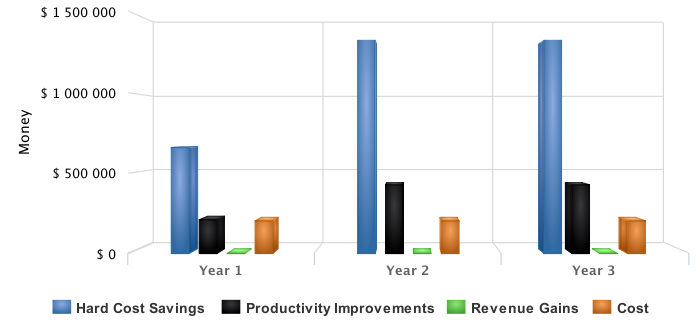 $ 1 500 000
$ 1 000 000
$ 500 000
$ 0
Money
Year 1
Year 2
Year 3
Hard Cost Savings
Productivity Improvements
Revenue Gains
Cost